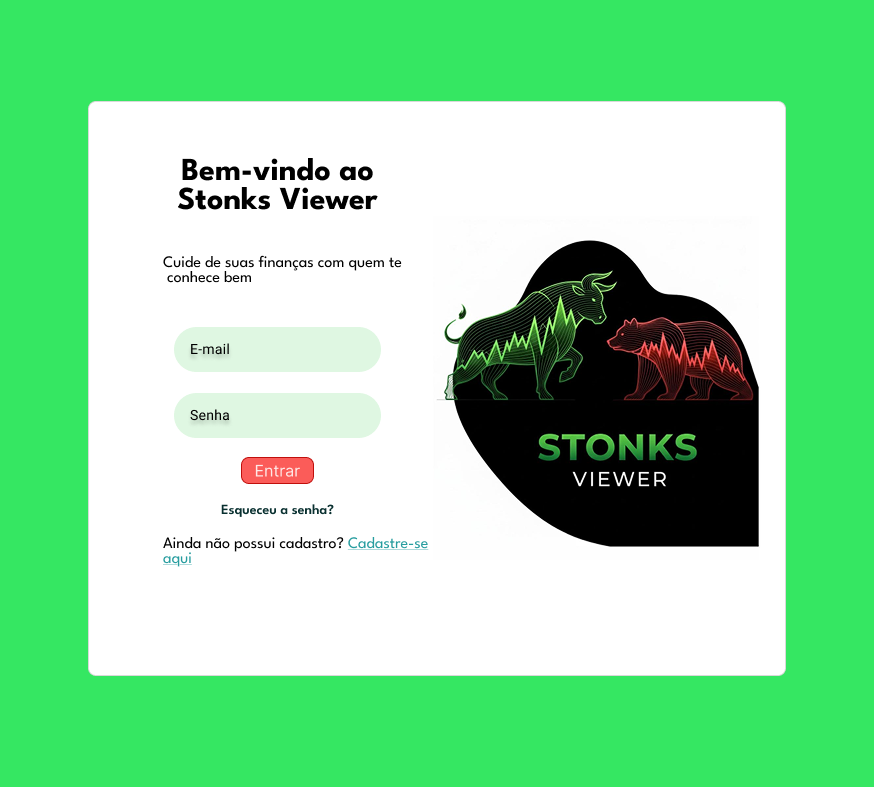 Bem-vindo ao
Stonks Viewer
Cuide de suas finanças com quem te
conhece bem
E-mail
Senha
Entrar
Esqueceu a senha?
Ainda não possui cadastro? Cadastre-se
aqui
STONKS
VIEWER